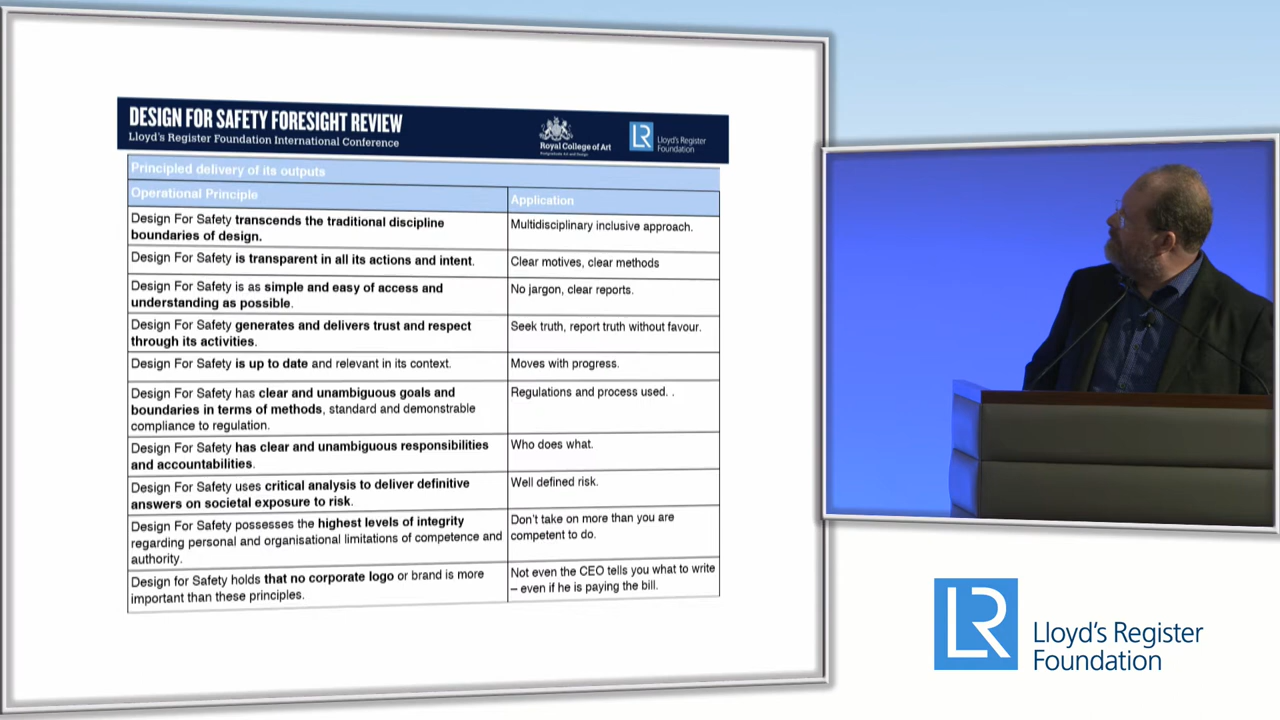 DESIGN FOR SAFETY FORESIGHT REVIEW
Lloyd's Register Foundation International Conference
Royal College of Art
Postgraduate Art and Design
LR
Lloyd's Register
Foundation
Principled delivery of its outputs
Operational Principle
Application
Design For Safety transcends the traditional discipline
boundaries of design.
Multidisciplinary inclusive approach.
Design For Safety is transparent in all its actions and intent.
Clear motives, clear methods
Design For Safety is as simple and easy of access and
understanding as possible.
No jargon, clear reports.
Design For Safety generates and delivers trust and respect
through its activities.
Seek truth, report truth without favour.
Design For Safety is up to date and relevant in its context.
Moves with progress.
Design For Safety has clear and unambiguous goals and
boundaries in terms of methods, standard and demonstrable
compliance to regulation.
Regulations and process used. .
Design For Safety has clear and unambiguous responsibilities
and accountabilities.
Who does what.
Design For Safety uses critical analysis to deliver definitive
answers on societal exposure to risk.
Well defined risk.
Design For Safety possesses the highest levels of integrity
regarding personal and organisational limitations of competence and
authority.
Don't take on more than you are
competent to do.
Design for Safety holds that no corporate logo or brand is more
important than these principles.
Not even the CEO tells you what to write
– even if he is paying the bill.
LR
Lloyd's Register
Foundation